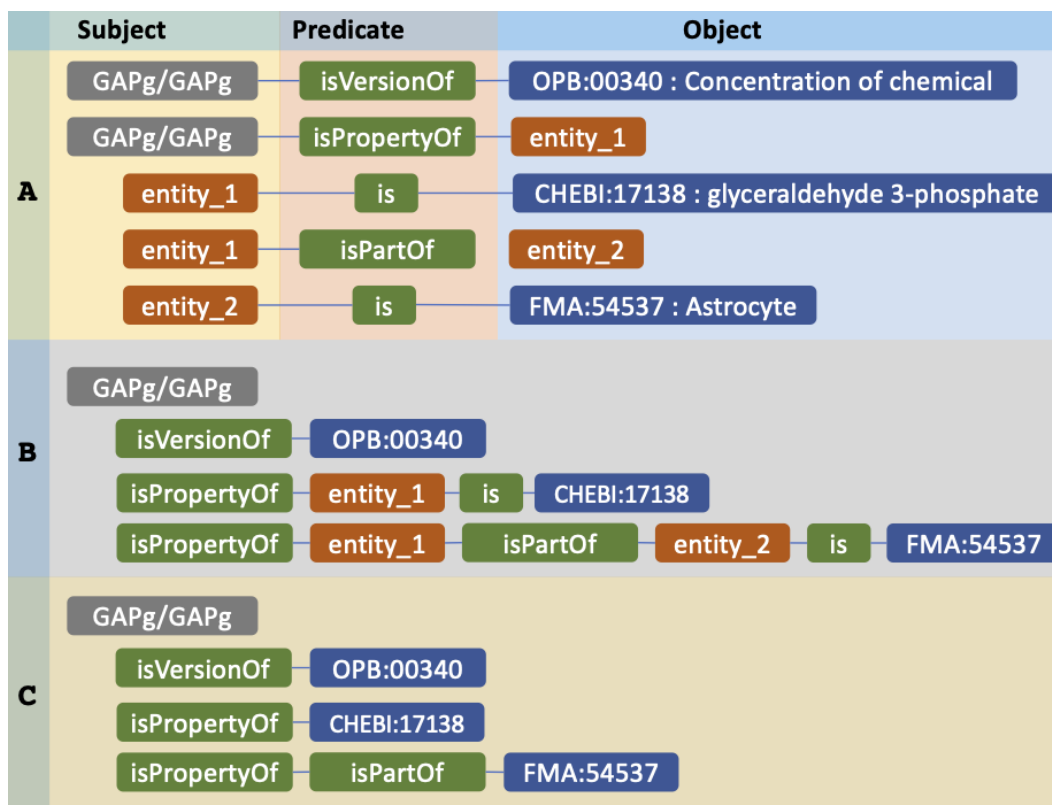 Subject Predicate Object
A
GAPg/GAPg isVersionOf OPB:00340 : Concentration of chemical
GAPg/GAPg isPropertyOf entity_1
entity_1 is CHEBI:17138 : glyceraldehyde 3-phosphate
entity_1 isPartOf entity_2
entity_2 is FMA:54537 : Astrocyte
B
GAPg/GAPg
isVersionOf OPB:00340
isPropertyOf entity_1 is CHEBI:17138
isPropertyOf entity_1 isPartOf entity_2 is FMA:54537
C
GAPg/GAPg
isVersionOf OPB:00340
isPropertyOf CHEBI:17138
isPropertyOf isPartOf FMA:54537